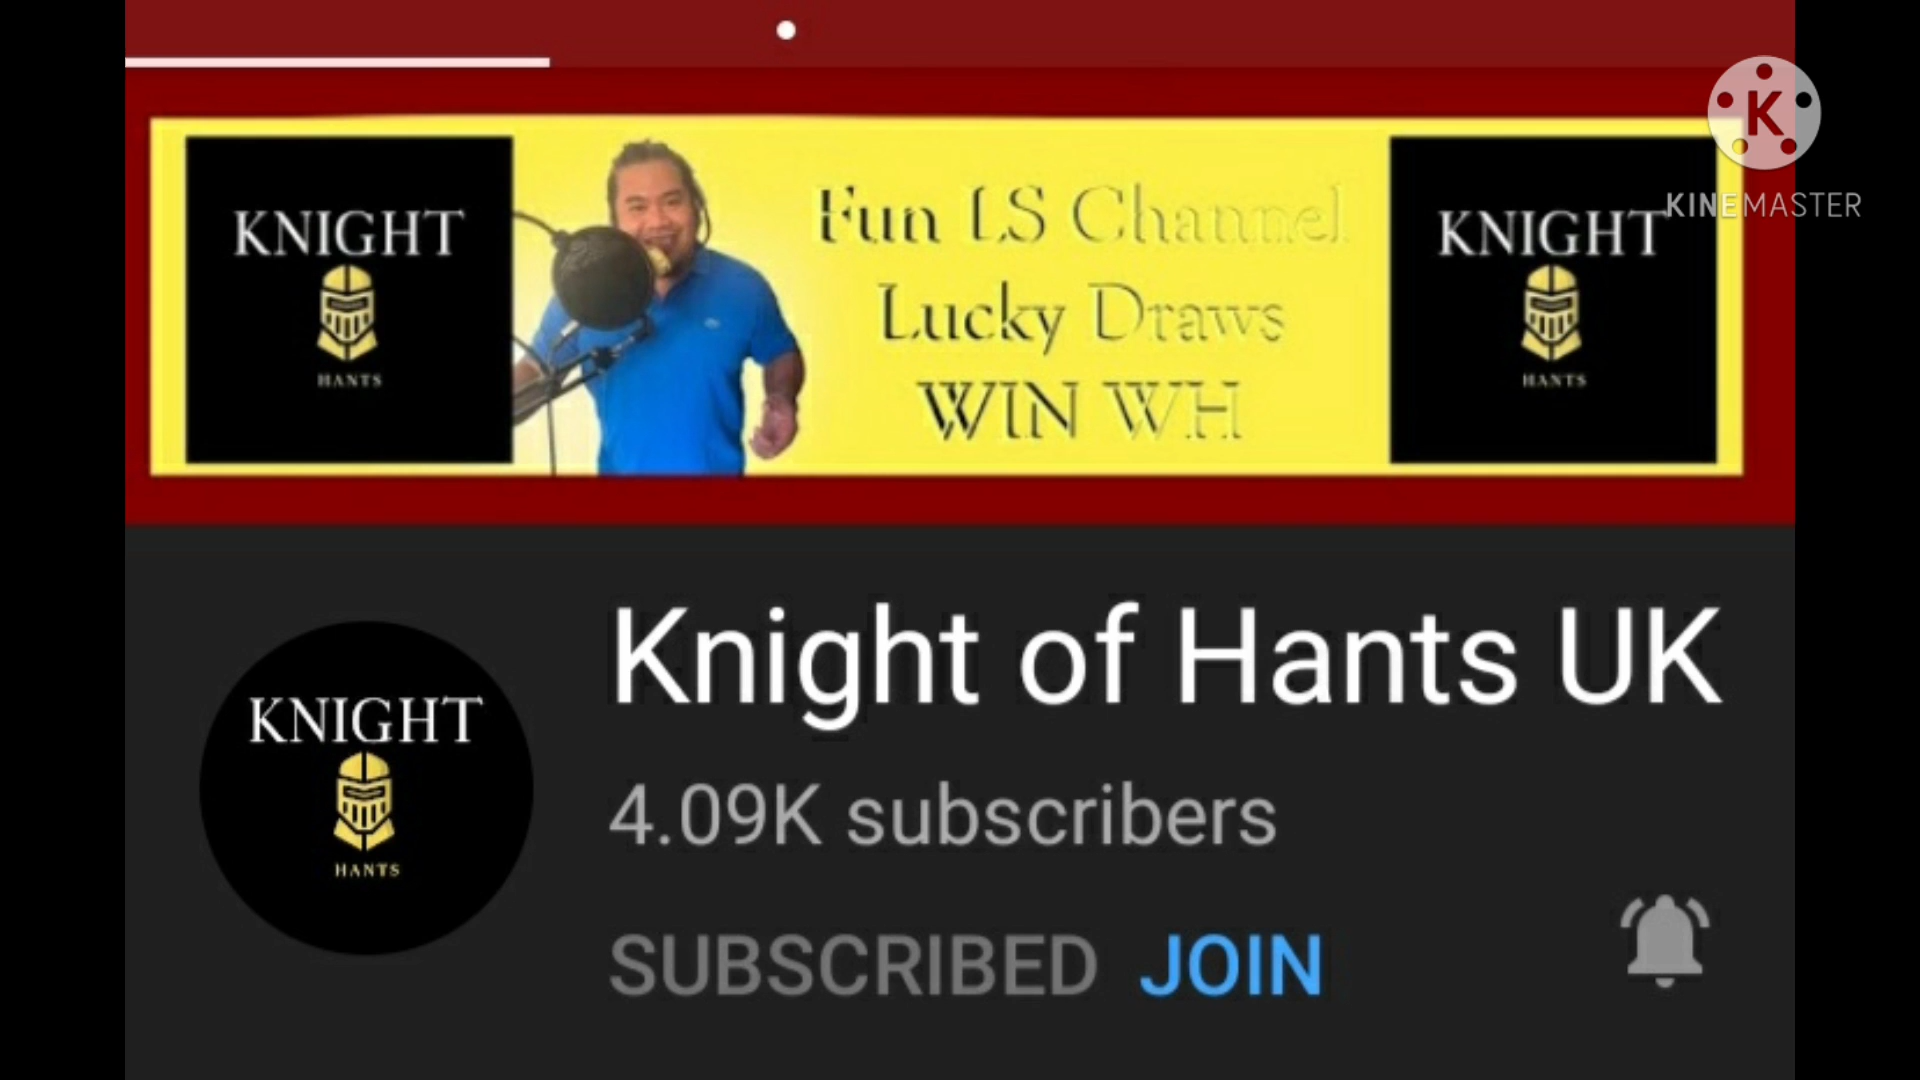 KNIGHT
HANTS
Fun LS Channel
Lucky Draws
WIN WH
KNIGHT
HANTS
K
KINEMASTER
Knight of Hants UK
4.09K subscribers
SUBSCRIBED JOIN
KNIGHT
HANTS